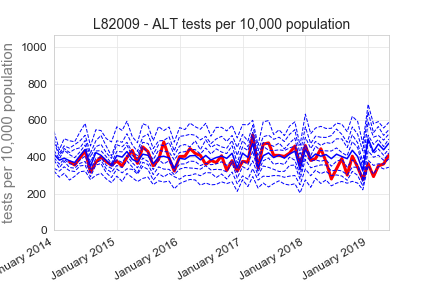 L82009 - ALT tests per 10,000 population
tests per 10,000 population
1000
800
600
400
200
0
nuary 2014
January 2015
January 2016
January 2017
January 2018
January 2019